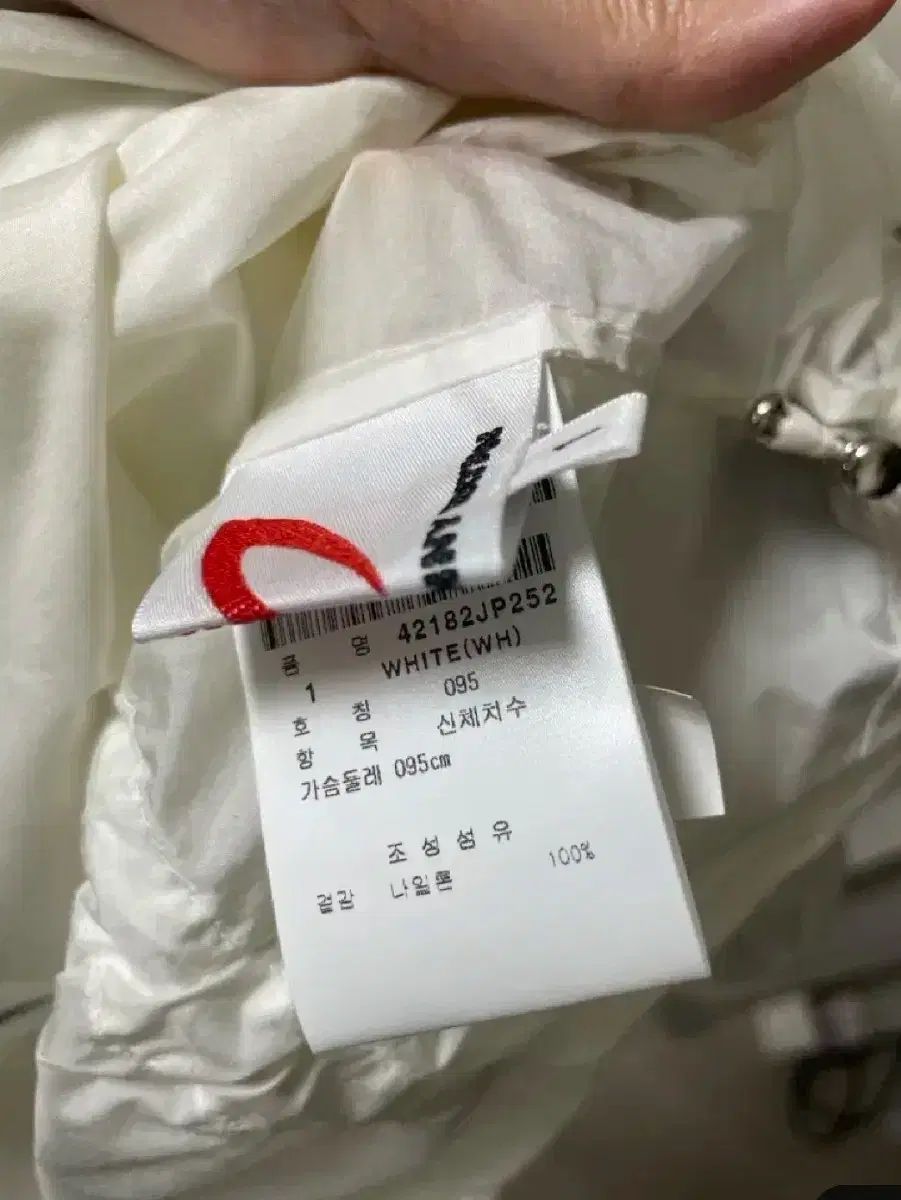 1
품 명 42182JP252
1 WHITE(WH)
호 칭 095
항 목 신체치수
가슴둘레 095cm
조 성 섬 유
겉감 나일론 100%